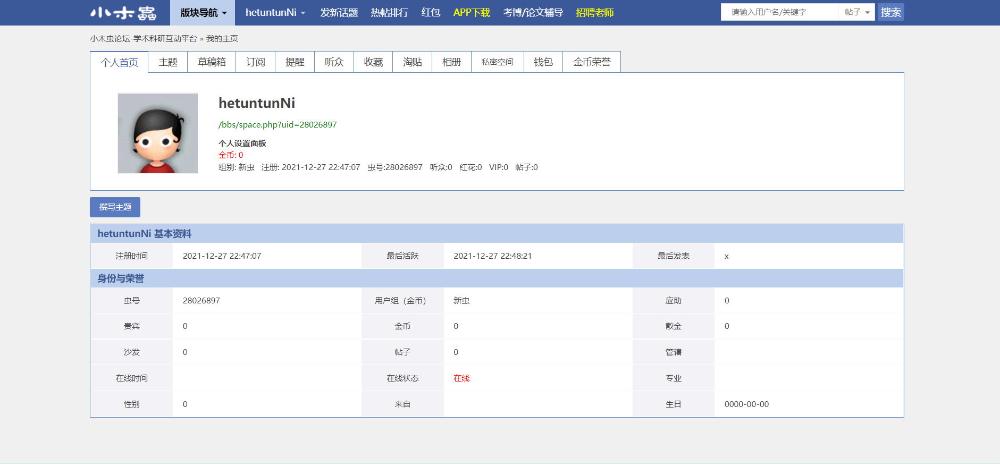 小木蟲 版块导航 hetuntunNi 发新话题 热帖排行 红包 APP下载 考博/论文辅导 招聘老师 请输入用户名/关键字 帖子 搜索
小木虫论坛-学术科研互动平台 » 我的主页
个人首页 主题 草稿箱 订阅 提醒 听众 收藏 淘贴 相册 私密空间 钱包 金币荣誉
hetuntunNi
/bbs/space.php?uid=28026897
个人设置面板
金币: 0
组别: 新虫 注册: 2021-12-27 22:47:07 虫号:28026897 听众:0 红花:0 VIP:0 帖子:0
撰写主题
hetuntunNi 基本资料
注册时间 2021-12-27 22:47:07 最后活跃 2021-12-27 22:48:21 最后发表 x
身份与荣誉
虫号 28026897 用户组（金币） 新虫 应助 0
贵宾 0 金币 0 散金 0
沙发 0 帖子 0 管辖
在线时间 在线状态 在线 专业
性别 0 来自 生日 0000-00-00